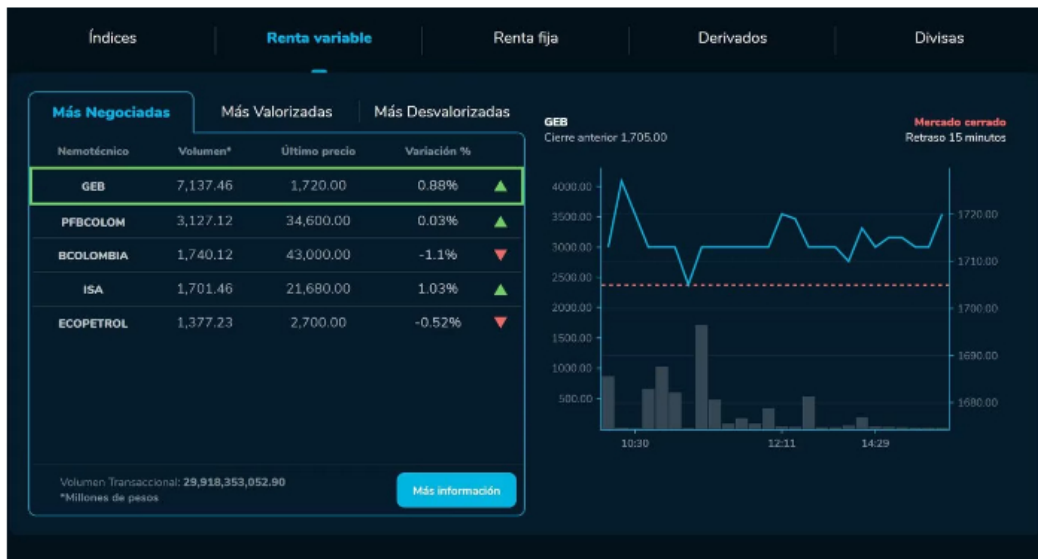 Índices Renta variable Renta fija Derivados Divisas
Más Negociadas Más Valorizadas Más Desvalorizadas
Nemotécnico Volumen* Último precio Variación %
GEB 7,137.46 1,720.00 0.88%
PFBCOLOM 3,127.12 34,600.00 0.03%
BCOLOMBIA 1,740.12 43,000.00 -1.1%
ISA 1,701.46 21,680.00 1.03%
ECOPETROL 1,377.23 2,700.00 -0.52%
Volumen Transaccional: 29,918,353,052.90
*Millones de pesos
Más información
GEB
Cierre anterior 1,705.00
Mercado cerrado
Retraso 15 minutos
4000.00
3500.00
3000.00
2500.00
2000.00
1500.00
1000.00
500.00
1720.00
1710.00
1700.00
1690.00
1680.00
10:30 12:11 14:29